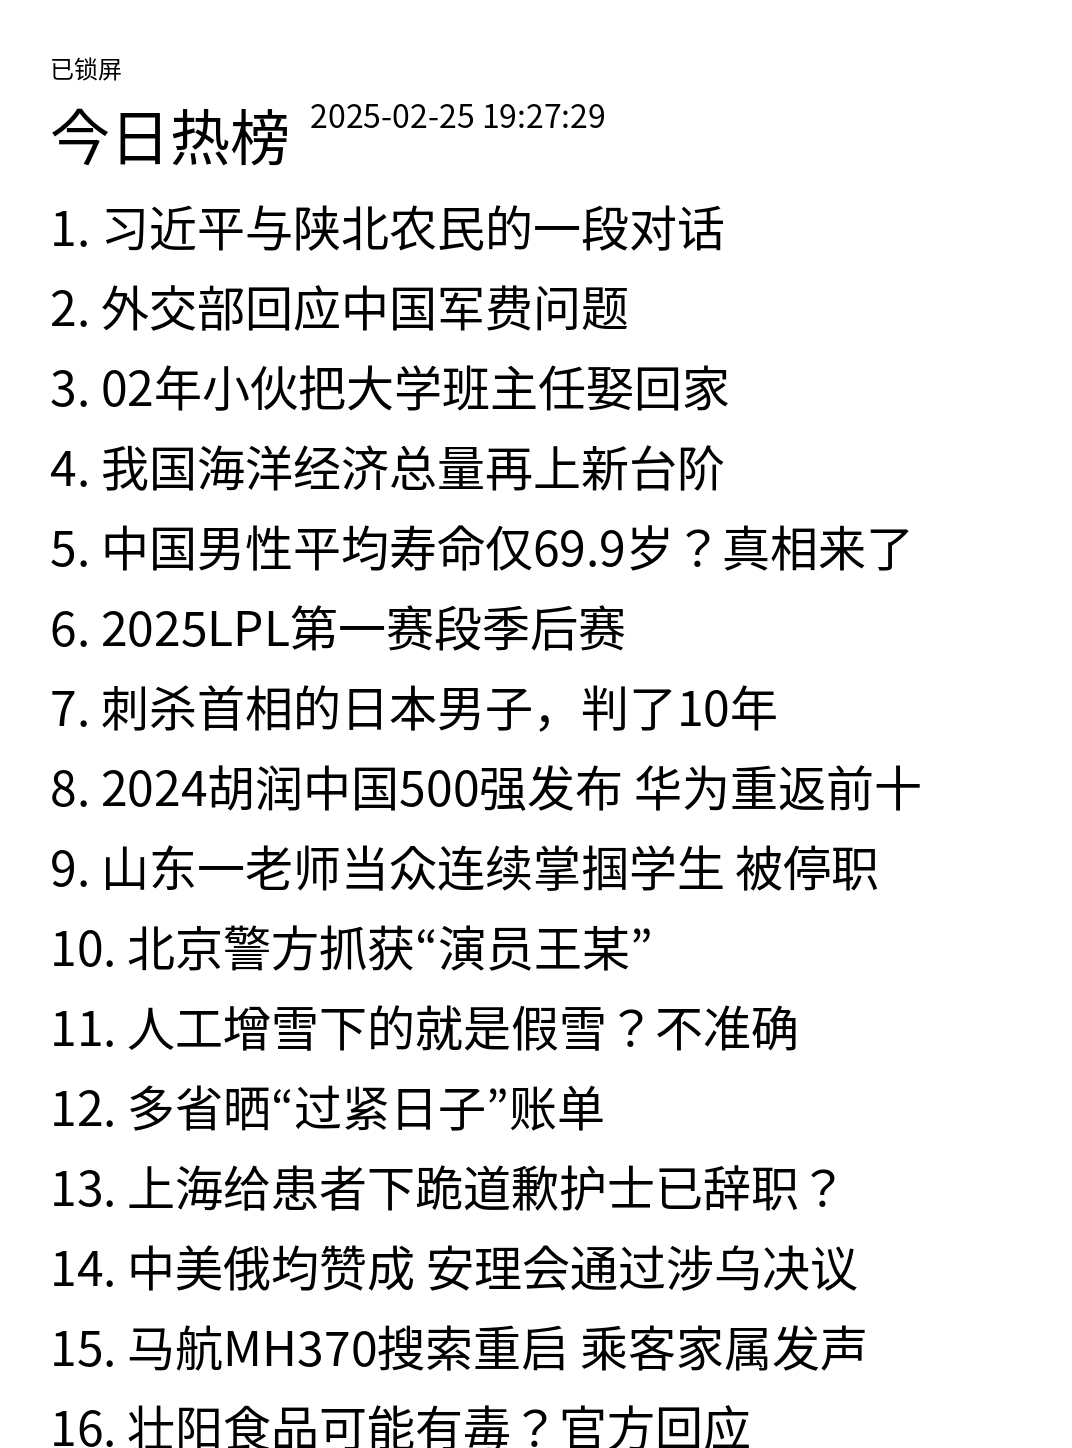 已锁屏
今日热榜 2025-02-25 19:27:29
1. 习近平与陕北农民的一段对话
2. 外交部回应中国军费问题
3. 02年小伙把大学班主任娶回家
4. 我国海洋经济总量再上新台阶
5. 中国男性平均寿命仅69.9岁？真相来了
6. 2025LPL第一赛段季后赛
7. 刺杀首相的日本男子，判了10年
8. 2024胡润中国500强发布 华为重返前十
9. 山东一老师当众连续掌掴学生 被停职
10. 北京警方抓获“演员王某”
11. 人工增雪下的就是假雪？不准确
12. 多省晒“过紧日子”账单
13. 上海给患者下跪道歉护士已辞职？
14. 中美俄均赞成 安理会通过涉乌决议
15. 马航MH370搜索重启 乘客家属发声
16. 壮阳食品可能有毒？官方回应